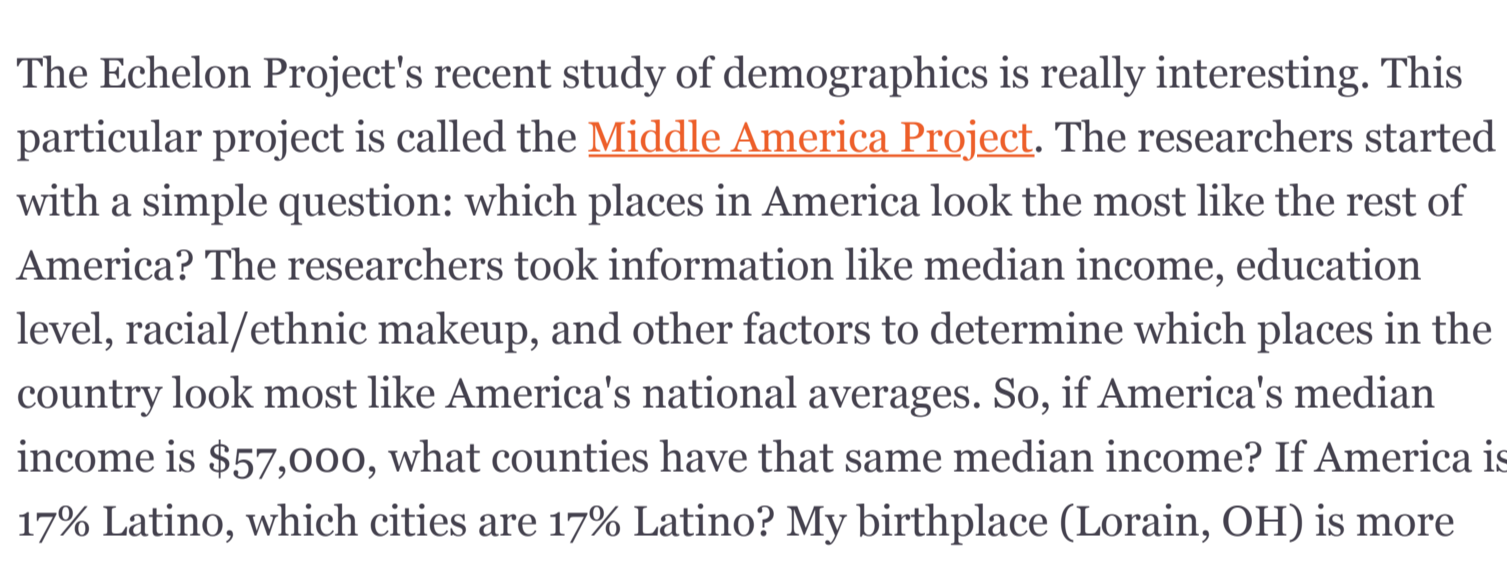 The Echelon Project's recent study of demographics is really interesting. This
particular project is called the Middle America Project. The researchers started
with a simple question: which places in America look the most like the rest of
America? The researchers took information like median income, education
level, racial/ethnic makeup, and other factors to determine which places in the
country look most like America's national averages. So, if America's median
income is $57,000, what counties have that same median income? If America is
17% Latino, which cities are 17% Latino? My birthplace (Lorain, OH) is more